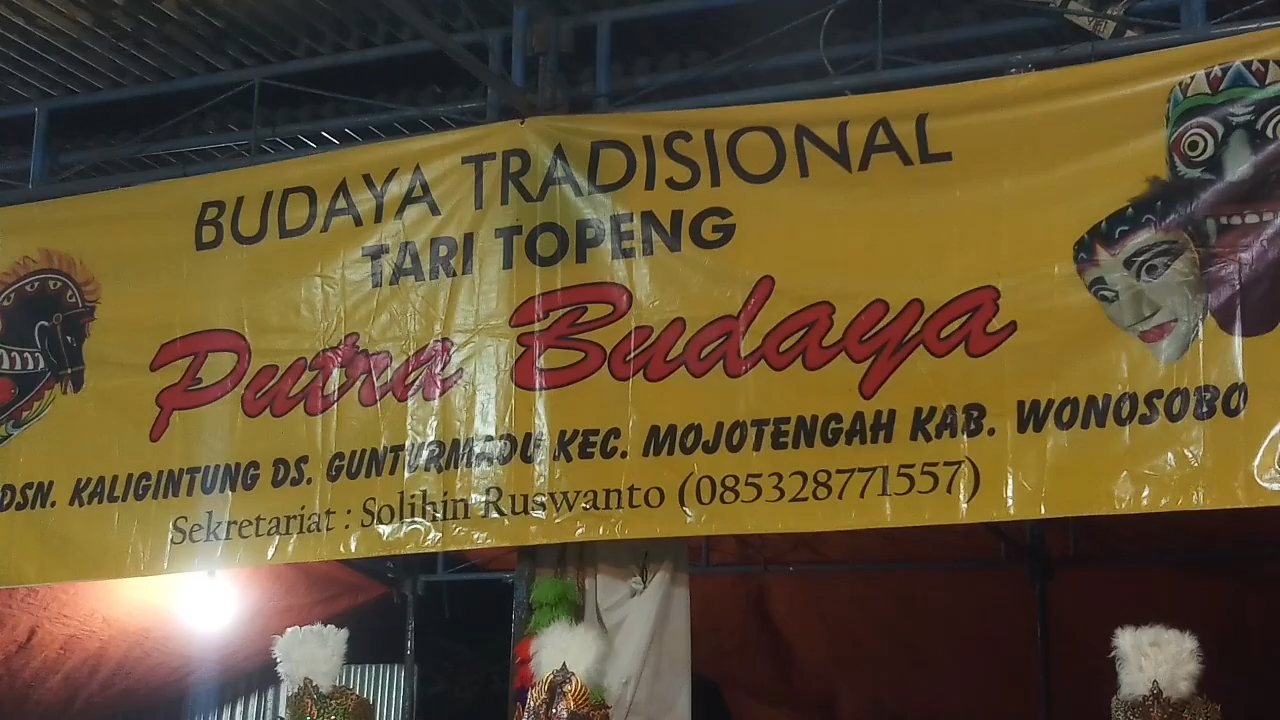 BUDAYA TRADISIONAL
TARI TOPENG
Putra Budaya
DSN. KALIGINTUNG DS. GUNTURMADU KEC. MOJOTENGAH KAB. WONOSOBO
Sekretariat : Solihin Ruswanto (085328771557)